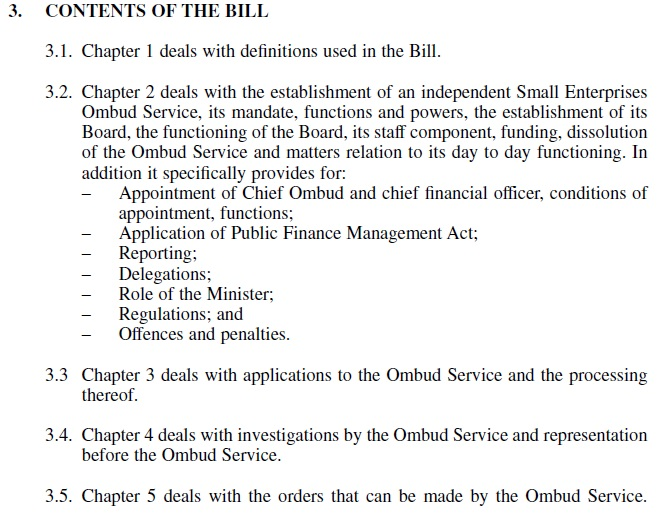 3. CONTENTS OF THE BILL
3.1. Chapter 1 deals with definitions used in the Bill.
3.2. Chapter 2 deals with the establishment of an independent Small Enterprises
Ombud Service, its mandate, functions and powers, the establishment of its
Board, the functioning of the Board, its staff component, funding, dissolution
of the Ombud Service and matters relation to its day to day functioning. In
addition it specifically provides for:
– Appointment of Chief Ombud and chief financial officer, conditions of
appointment, functions;
– Application of Public Finance Management Act;
– Reporting;
– Delegations;
– Role of the Minister;
– Regulations; and
– Offences and penalties.
3.3 Chapter 3 deals with applications to the Ombud Service and the processing
thereof.
3.4. Chapter 4 deals with investigations by the Ombud Service and representation
before the Ombud Service.
3.5. Chapter 5 deals with the orders that can be made by the Ombud Service.